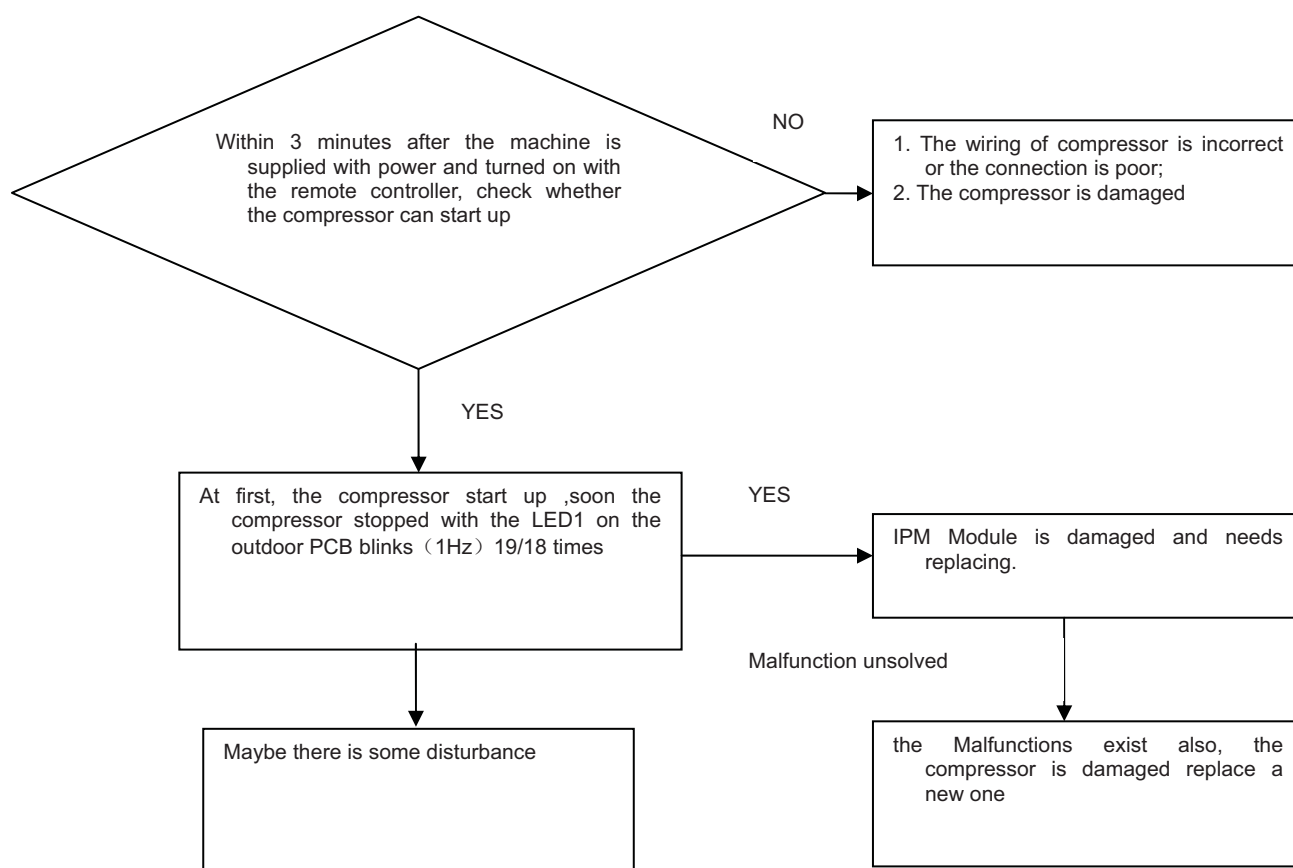 Within 3 minutes after the machine is
supplied with power and turned on with
the remote controller, check whether
the compressor can start up
NO
1. The wiring of compressor is incorrect
or the connection is poor;
2. The compressor is damaged
YES
At first, the compressor start up ,soon the
compressor stopped with the LED1 on the
outdoor PCB blinks（1Hz）19/18 times
YES
IPM Module is damaged and needs
replacing.
Malfunction unsolved
Maybe there is some disturbance
the Malfunctions exist also, the
compressor is damaged replace a
new one